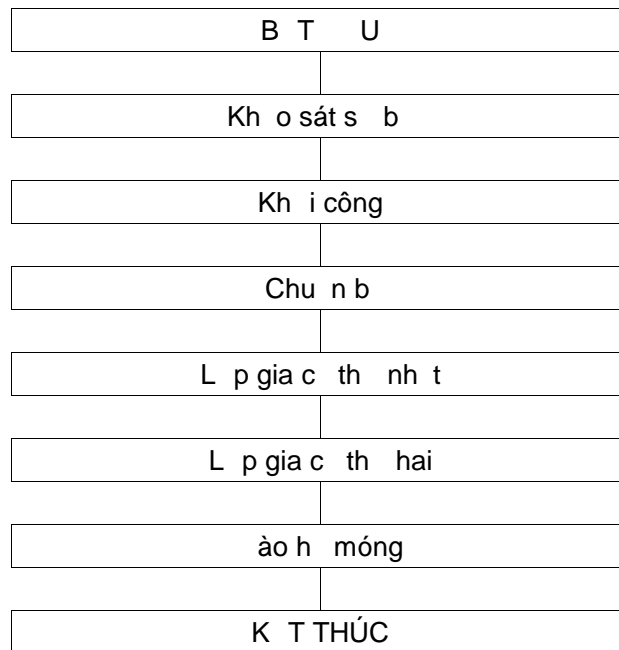 B T U
Kh o sát s b
Kh i công
Chu n b
L p gia c th nh t
L p gia c th hai
ào h móng
K T THÚC